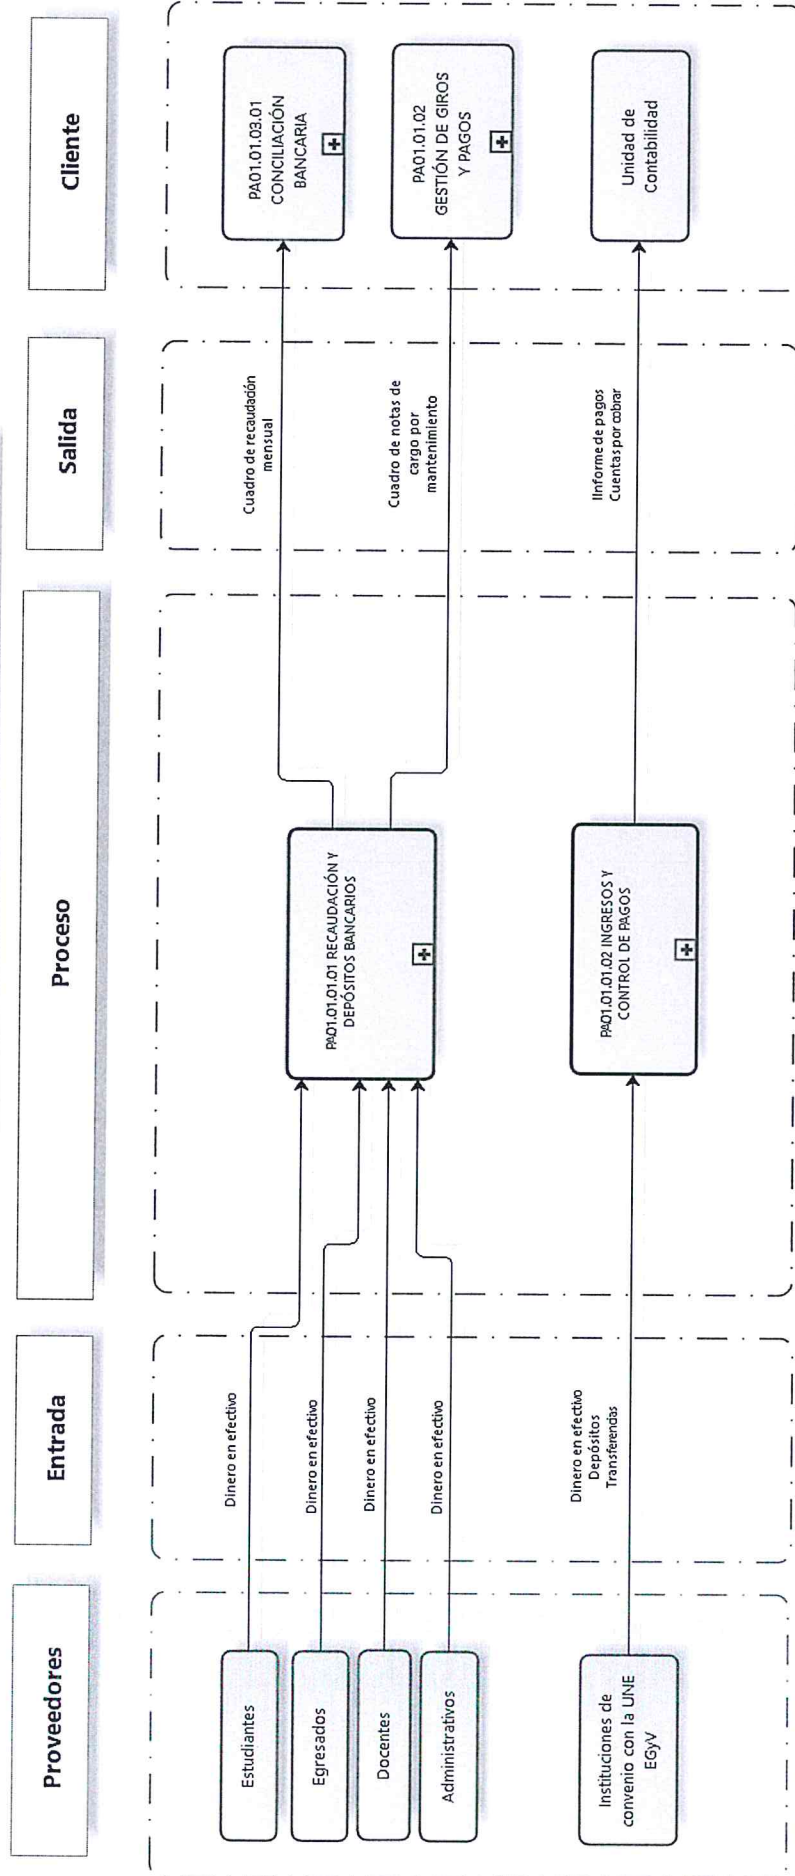 Proveedores
Entrada
Proceso
Salida
Cliente
Estudiantes
Egresados
Docentes
Administrativos
Instituciones de
convenio con la UNE
EGyV
Dinero en efectivo
Dinero en efectivo
Dinero en efectivo
Dinero en efectivo
Dinero en efectivo
Depósitos
Transferendas
PA01.01.01.01 RECAUDACIÓN Y
DEPÓSITOS BANCARIOS
PA01.01.01.02 INGRESOS Y
CONTROL DE PAGOS
Cuadro de recaudación
mensual
Cuadro de notas de
cargo por
mantenimiento
IInforme de pagos
Cuentas por cobrar
PA01.01.03.01
CONCILIACIÓN
BANCARIA
PA01.01.02
GESTIÓN DE GIROS
Y PAGOS
Unidad de
Contabilidad